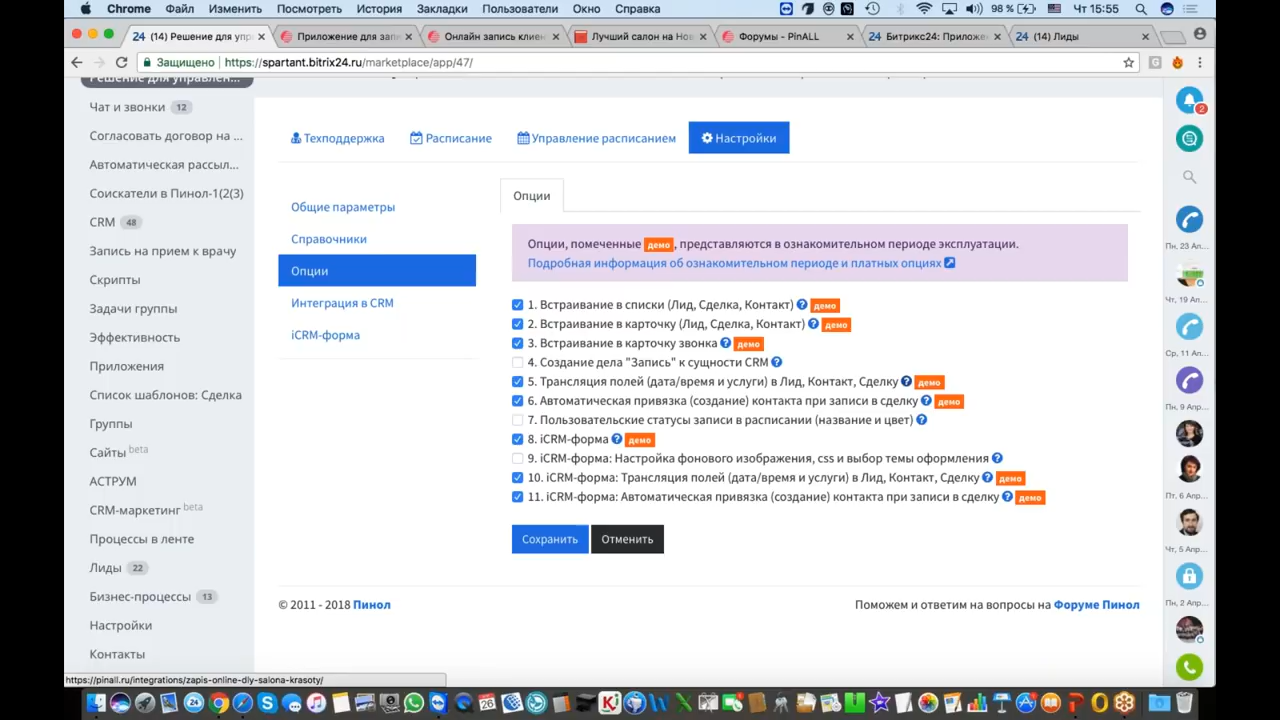 Chrome Файл Изменить Посмотреть История Закладки Пользователи Окно Справка 98 % Чт 15:55
24 (14) Решение для упр
Приложение для запи
Онлайн запись клиен
Лучший салон на Нов
Форумы - PinALL
24 Битрикс24: Приложе
24 (14) Лиды
Защищено https://spartant.bitrix24.ru/marketplace/app/47/
Решение для управлен...
Чат и звонки 12
Согласовать договор на ...
Автоматическая рассыл...
Соискатели в Пинол-1(2(3)
CRM 48
Запись на прием к врачу
Скрипты
Задачи группы
Эффективность
Приложения
Список шаблонов: Сделка
Группы
Сайты beta
АСТРУМ
CRM-маркетинг beta
Процессы в ленте
Лиды 22
Бизнес-процессы 13
Настройки
Контакты
Техподдержка Расписание Управление расписанием Настройки
Общие параметры
Справочники
Опции
Интеграция в CRM
iCRM-форма
Опции
Опции, помеченные демо, представляются в ознакомительном периоде эксплуатации.
Подробная информация об ознакомительном периоде и платных опциях
1. Встраивание в списки (Лид, Сделка, Контакт) ? демо
2. Встраивание в карточку (Лид, Сделка, Контакт) ? демо
3. Встраивание в карточку звонка ? демо
4. Создание дела "Запись" к сущности CRM ?
5. Трансляция полей (дата/время и услуги) в Лид, Контакт, Сделку ? демо
6. Автоматическая привязка (создание) контакта при записи в сделку ? демо
7. Пользовательские статусы записи в расписании (название и цвет) ?
8. iCRM-форма ? демо
9. iCRM-форма: Настройка фонового изображения, css и выбор темы оформления ?
10. iCRM-форма: Трансляция полей (дата/время и услуги) в Лид, Контакт, Сделку ? демо
11. iCRM-форма: Автоматическая привязка (создание) контакта при записи в сделку ? демо
Сохранить Отменить
© 2011 - 2018 Пинол
Поможем и ответим на вопросы на Форуме Пинол
2
Пн, 23 Ап...
Чт, 19 Ап...
Ср, 11 Ап...
Пн, 9 Апр...
Пт, 6 Апр...
Чт, 5 Апр...
Пн, 2 Апр...
https://pinall.ru/integrations/zapis-online-dly-salona-krasoty/